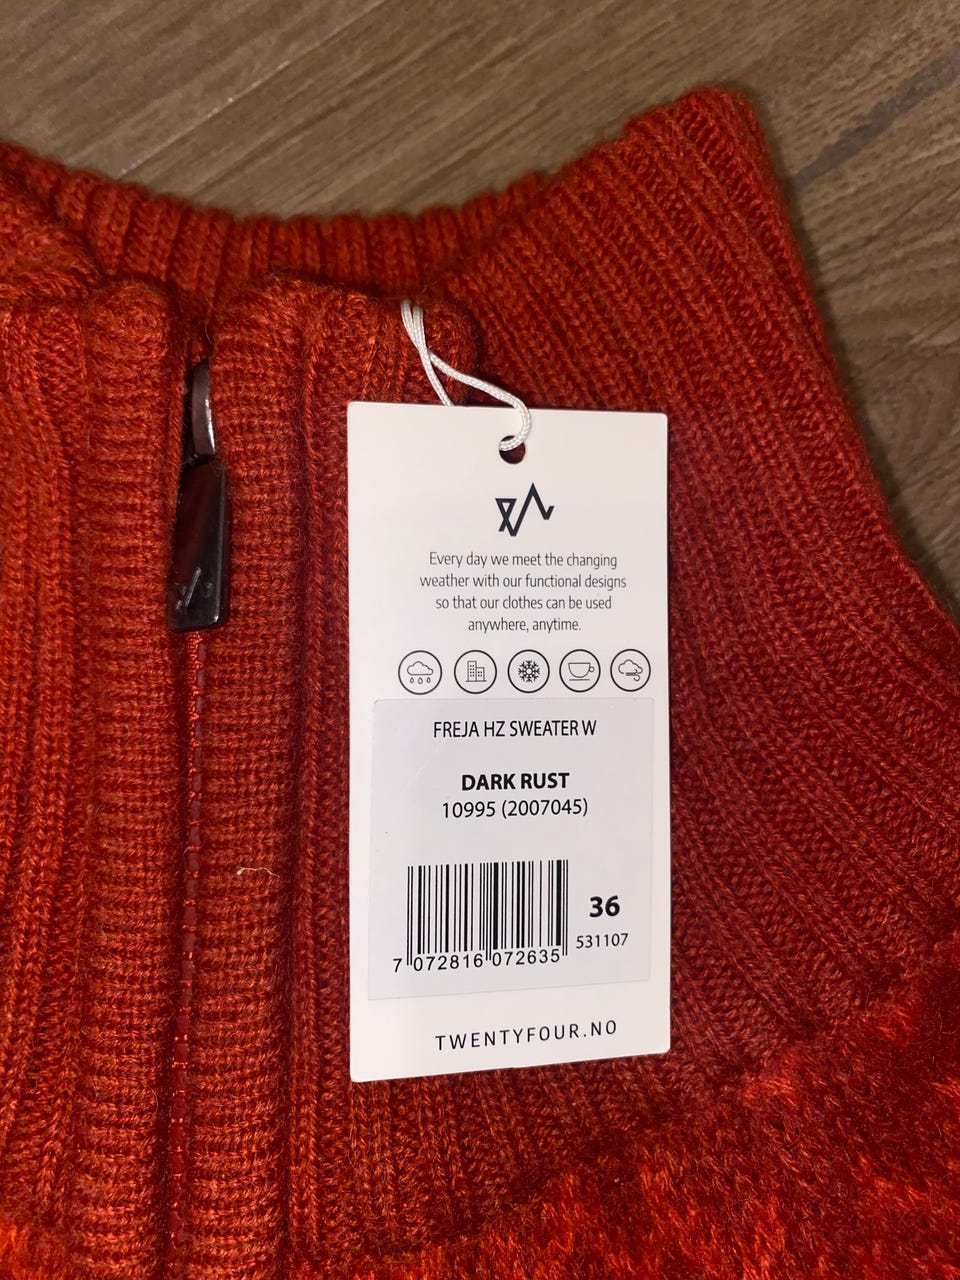 Every day we meet the changing
weather with our functional designs
so that our clothes can be used
anywhere, anytime.
FREJA HZ SWEATER W
DARK RUST
10995 (2007045)
36
531107
7 072816 072635
TWENTYFOUR.NO